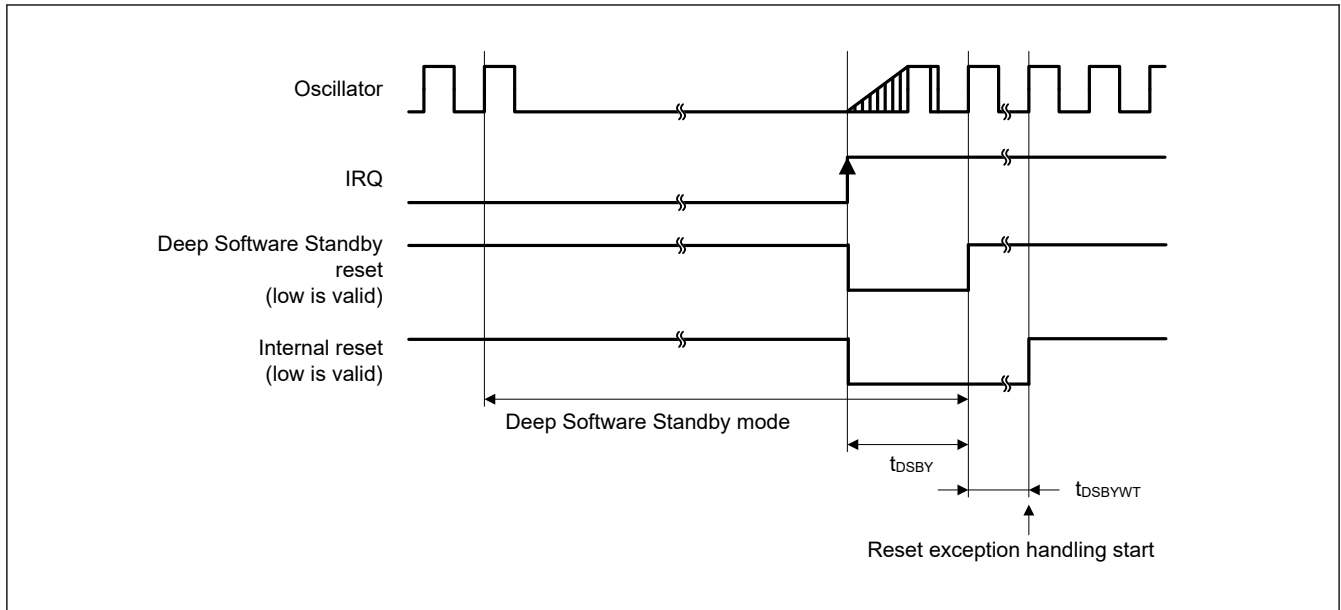 Oscillator
IRQ
Deep Software Standby
reset
(low is valid)
Internal reset
(low is valid)
Deep Software Standby mode
tDSBY
tDSBYWT
Reset exception handling start